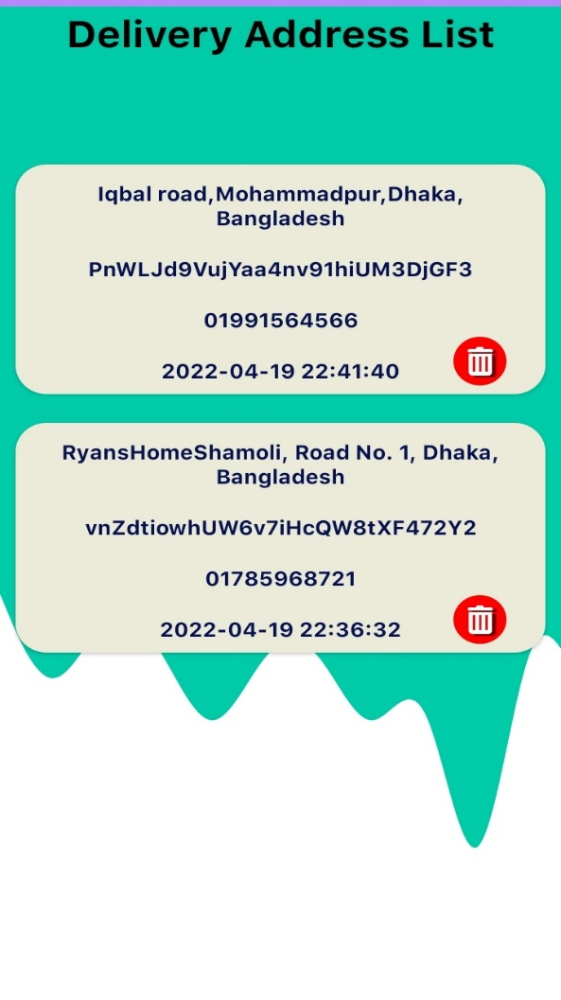 Delivery Address List
Iqbal road,Mohammadpur,Dhaka,
Bangladesh
PnWLJd9VujYaa4nv91hiUM3DjGF3
01991564566
2022-04-19 22:41:40
RyansHomeShamoli, Road No. 1, Dhaka,
Bangladesh
vnZdtiowhUW6v7iHcQW8tXF472Y2
01785968721
2022-04-19 22:36:32